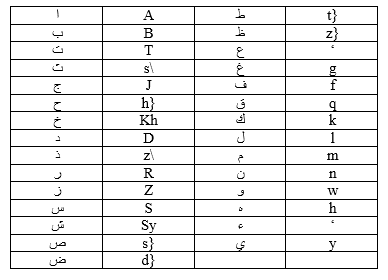 ا A ط t}
ب B ظ z}
ت T ع ‘
ث s\ غ g
ج J ف f
ح h} ق q
خ Kh ك k
د D ل l
ذ z\ م m
ر R ن n
ز Z و w
س S ه h
ش Sy ء ‘
ص s} ي y
ض d}